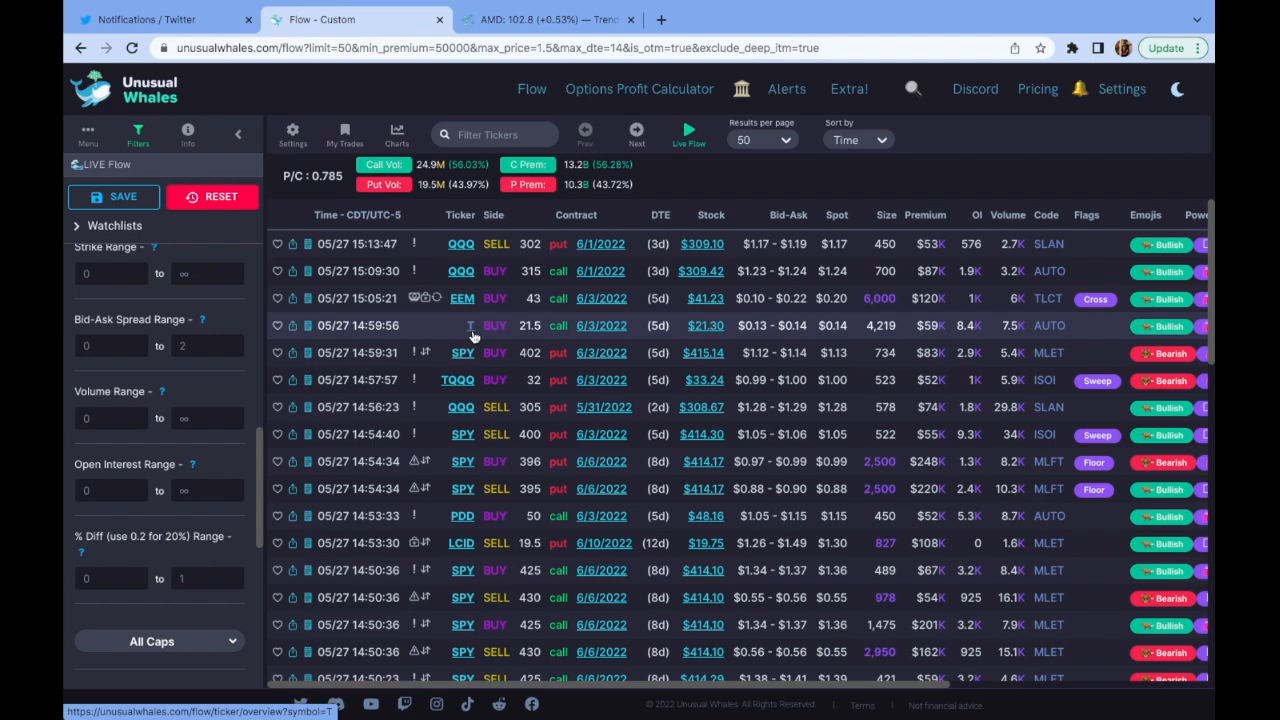 Notifications / Twitter
Flow - Custom
AMD: 102.8 (+0.53%) — Trend
unusualwhales.com/flow?limit=50&min_premium=50000&max_price=1.5&max_dte=14&is_otm=true&exclude_deep_itm=true
Update
Unusual Whales
Flow Options Profit Calculator Alerts Extra! Discord Pricing Settings
Menu Filters Info
Settings My Trades Charts Filter Tickers Prev Next Live Flow
Results per page
50
Sort by
Time
LIVE Flow
SAVE RESET
Watchlists
Strike Range - ?
0 to ∞
Bid-Ask Spread Range - ?
0 to 2
Volume Range - ?
0 to ∞
Open Interest Range - ?
0 to ∞
% Diff (use 0.2 for 20%) Range - ?
0 to 1
All Caps
P/C : 0.785
Call Vol: 24.9M (56.03%) C Prem: 13.2B (56.28%)
Put Vol: 19.5M (43.97%) P Prem: 10.3B (43.72%)
Time - CDT/UTC-5 Ticker Side Contract DTE Stock Bid-Ask Spot Size Premium OI Volume Code Flags Emojis Powe
05/27 15:13:47 ! QQQ SELL 302 put 6/1/2022 (3d) $309.10 $1.17 - $1.19 $1.17 450 $53K 576 2.7K SLAN Bullish
05/27 15:09:30 ! QQQ BUY 315 call 6/1/2022 (3d) $309.42 $1.23 - $1.24 $1.24 700 $87K 1.9K 3.2K AUTO Bullish
05/27 15:05:21 EEM BUY 43 call 6/3/2022 (5d) $41.23 $0.10 - $0.22 $0.20 6,000 $120K 1K 6K TLCT Cross Bullish
05/27 14:59:56 T BUY 21.5 call 6/3/2022 (5d) $21.30 $0.13 - $0.14 $0.14 4,219 $59K 8.4K 7.5K AUTO Bullish
05/27 14:59:31 ! SPY BUY 402 put 6/3/2022 (5d) $415.14 $1.12 - $1.14 $1.13 734 $83K 2.9K 5.4K MLET Bearish
05/27 14:57:57 ! TQQQ BUY 32 put 6/3/2022 (5d) $33.24 $0.99 - $1.00 $1.00 523 $52K 1K 5.9K ISOI Sweep Bearish
05/27 14:56:23 ! QQQ SELL 305 put 5/31/2022 (2d) $308.67 $1.28 - $1.29 $1.28 578 $74K 1.8K 29.8K SLAN Bullish
05/27 14:54:40 ! SPY SELL 400 put 6/3/2022 (5d) $414.30 $1.05 - $1.06 $1.05 522 $55K 9.3K 34K ISOI Sweep Bullish
05/27 14:54:34 SPY BUY 396 put 6/6/2022 (8d) $414.17 $0.97 - $0.99 $0.99 2,500 $248K 1.3K 8.2K MLFT Floor Bearish
05/27 14:54:34 SPY SELL 395 put 6/6/2022 (8d) $414.17 $0.88 - $0.90 $0.88 2,500 $220K 2.4K 10.3K MLFT Floor Bullish
05/27 14:53:33 ! PDD BUY 50 call 6/3/2022 (5d) $48.16 $1.05 - $1.15 $1.15 450 $52K 5.3K 8.7K AUTO Bullish
05/27 14:53:30 LCID SELL 19.5 put 6/10/2022 (12d) $19.75 $1.26 - $1.49 $1.30 827 $108K 0 1.6K MLET Bullish
05/27 14:50:36 ! SPY BUY 425 call 6/6/2022 (8d) $414.10 $1.34 - $1.37 $1.36 489 $67K 3.2K 8.4K MLET Bullish
05/27 14:50:36 SPY SELL 430 call 6/6/2022 (8d) $414.10 $0.55 - $0.56 $0.55 978 $54K 925 16.1K MLET Bearish
05/27 14:50:36 ! SPY BUY 425 call 6/6/2022 (8d) $414.10 $1.34 - $1.37 $1.36 1,475 $201K 3.2K 7.9K MLET Bullish
05/27 14:50:36 SPY SELL 430 call 6/6/2022 (8d) $414.10 $0.56 - $0.56 $0.55 2,950 $162K 925 15.1K MLET Bearish
05/27 14:50:23 ! SPY SELL 425 call 6/6/2022 (8d) $414.29 $1.38 - $1.41 $1.39 421 $59K 3.2K 4.6K MLET Bearish
© 2022 Unusual Whales. All Rights Reserved. Terms Not financial advice.
https://unusualwhales.com/flow/ticker/overview?symbol=T